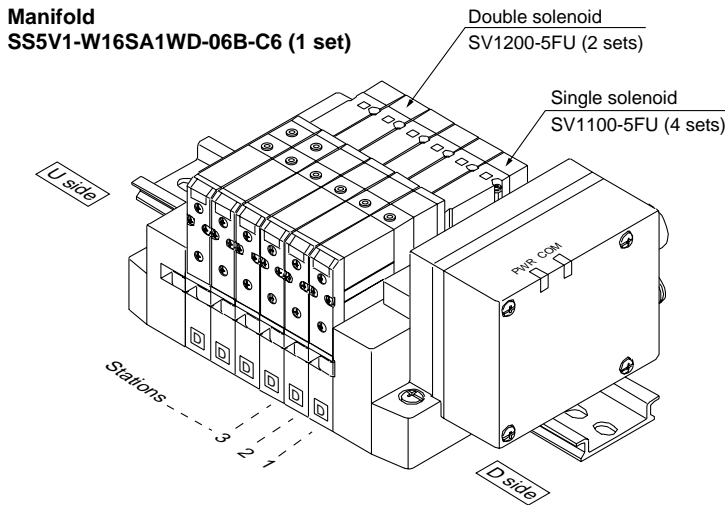 Manifold
SS5V1-W16SA1WD-06B-C6 (1 set)
Double solenoid
SV1200-5FU (2 sets)
Single solenoid
SV1100-5FU (4 sets)
U side
PWR COM
D D D D D D
Stations
3
2
1
D side